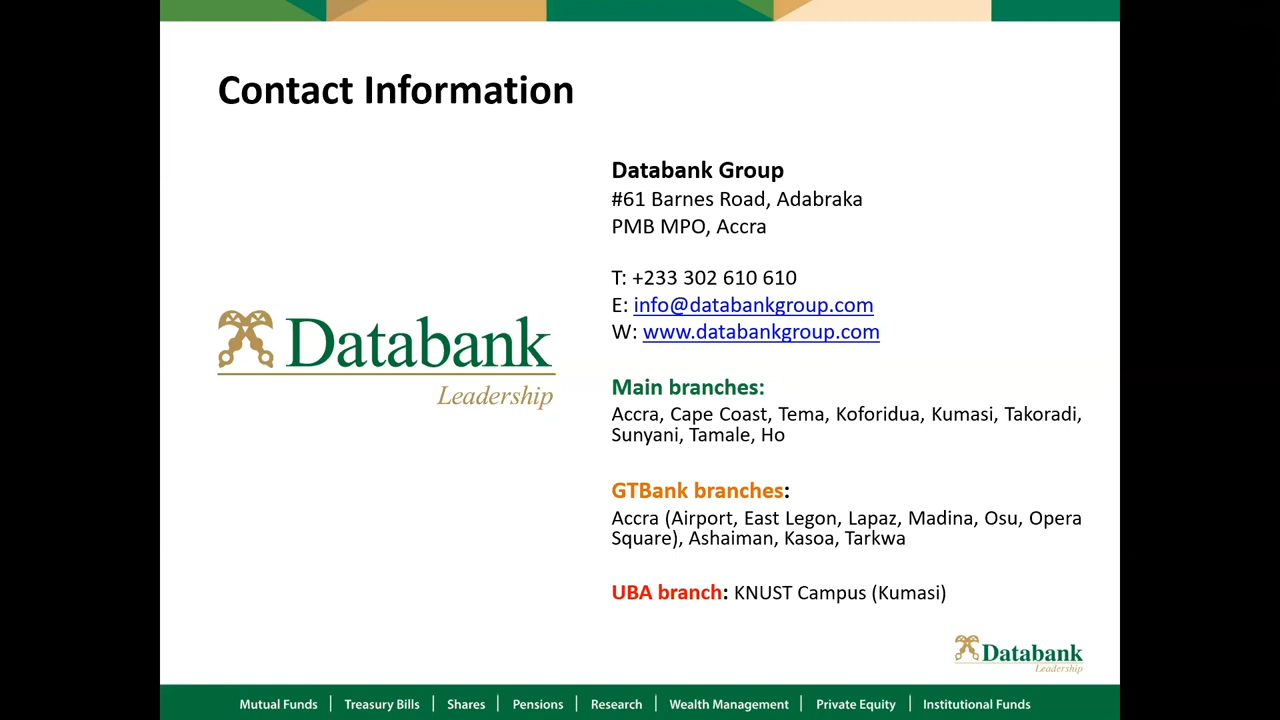 Contact Information
Databank Group
#61 Barnes Road, Adabraka
PMB MPO, Accra
T: +233 302 610 610
E: info@databankgroup.com
W: www.databankgroup.com
Databank
Leadership
Main branches:
Accra, Cape Coast, Tema, Koforidua, Kumasi, Takoradi,
Sunyani, Tamale, Ho
GTBank branches:
Accra (Airport, East Legon, Lapaz, Madina, Osu, Opera
Square), Ashaiman, Kasoa, Tarkwa
UBA branch: KNUST Campus (Kumasi)
Databank
Leadership
Mutual Funds | Treasury Bills | Shares | Pensions | Research | Wealth Management | Private Equity | Institutional Funds